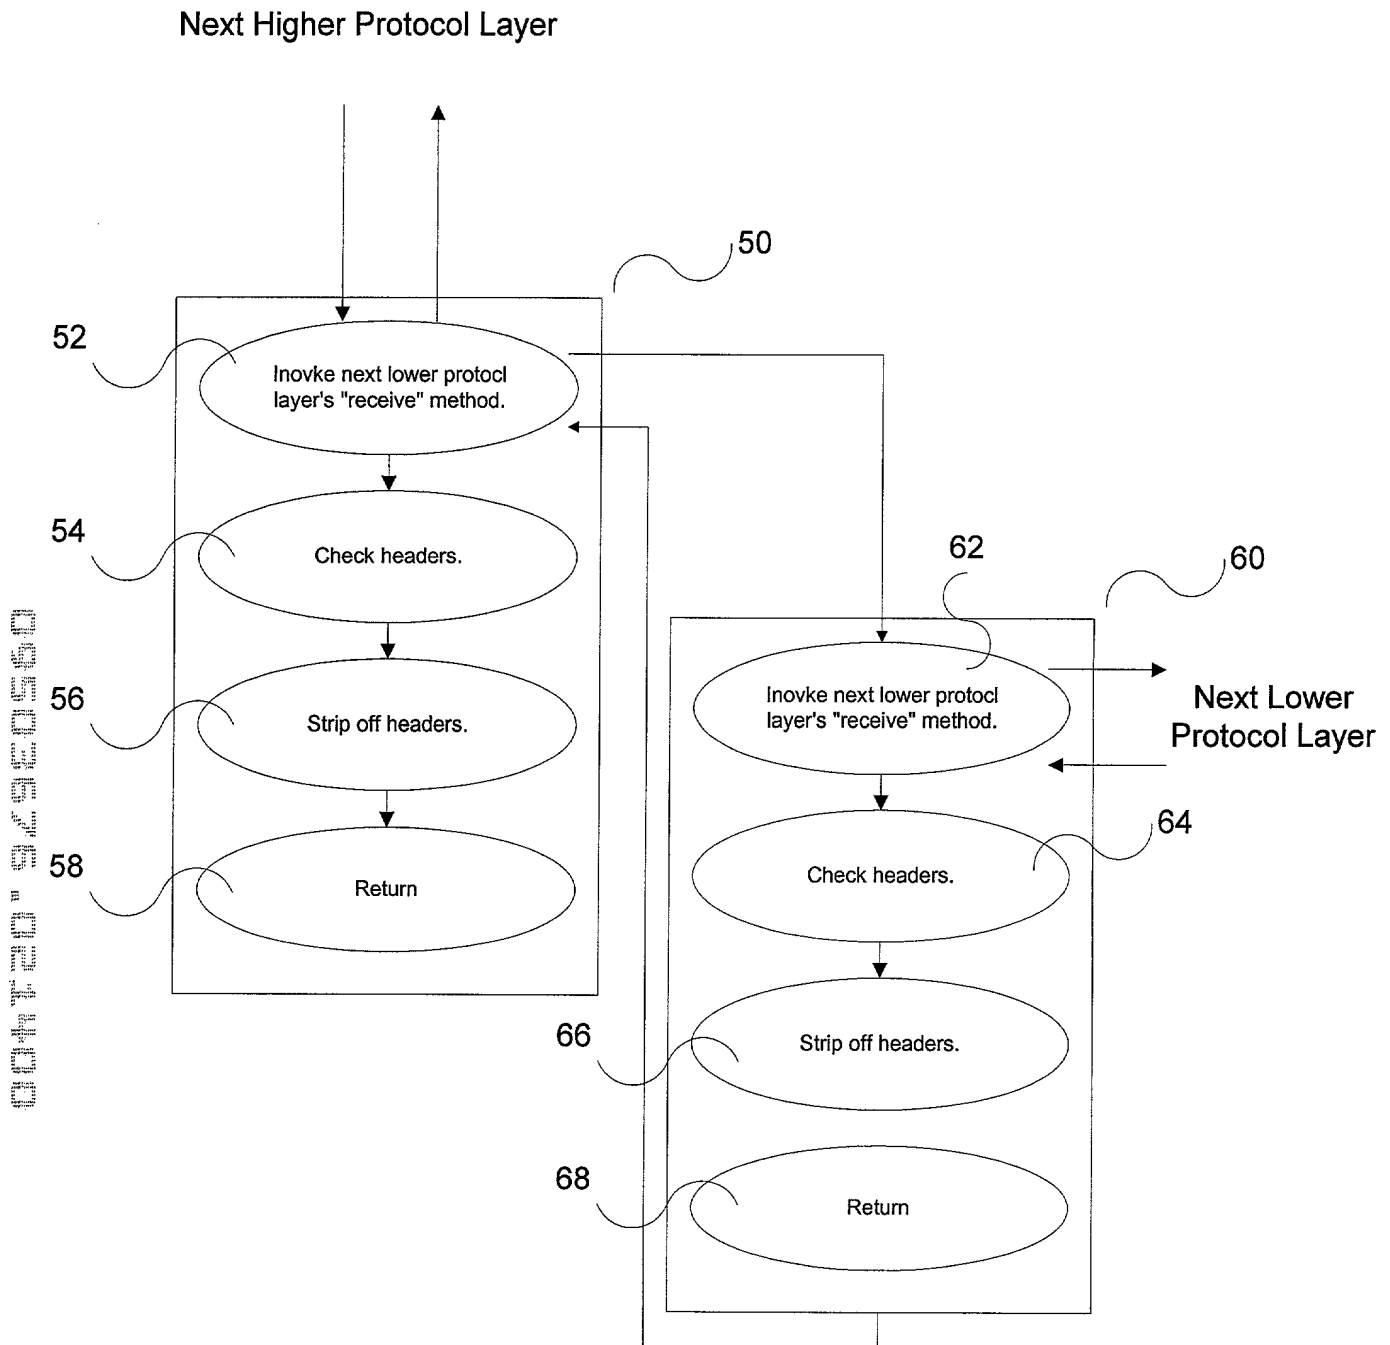 Next Higher Protocol Layer
50
52
Inovke next lower protocl
layer's "receive" method.
54
Check headers.
62
60
56
Strip off headers.
Inovke next lower protocl
layer's "receive" method.
Next Lower
Protocol Layer
58
Return
64
Check headers.
66
Strip off headers.
68
Return
09503676.021400